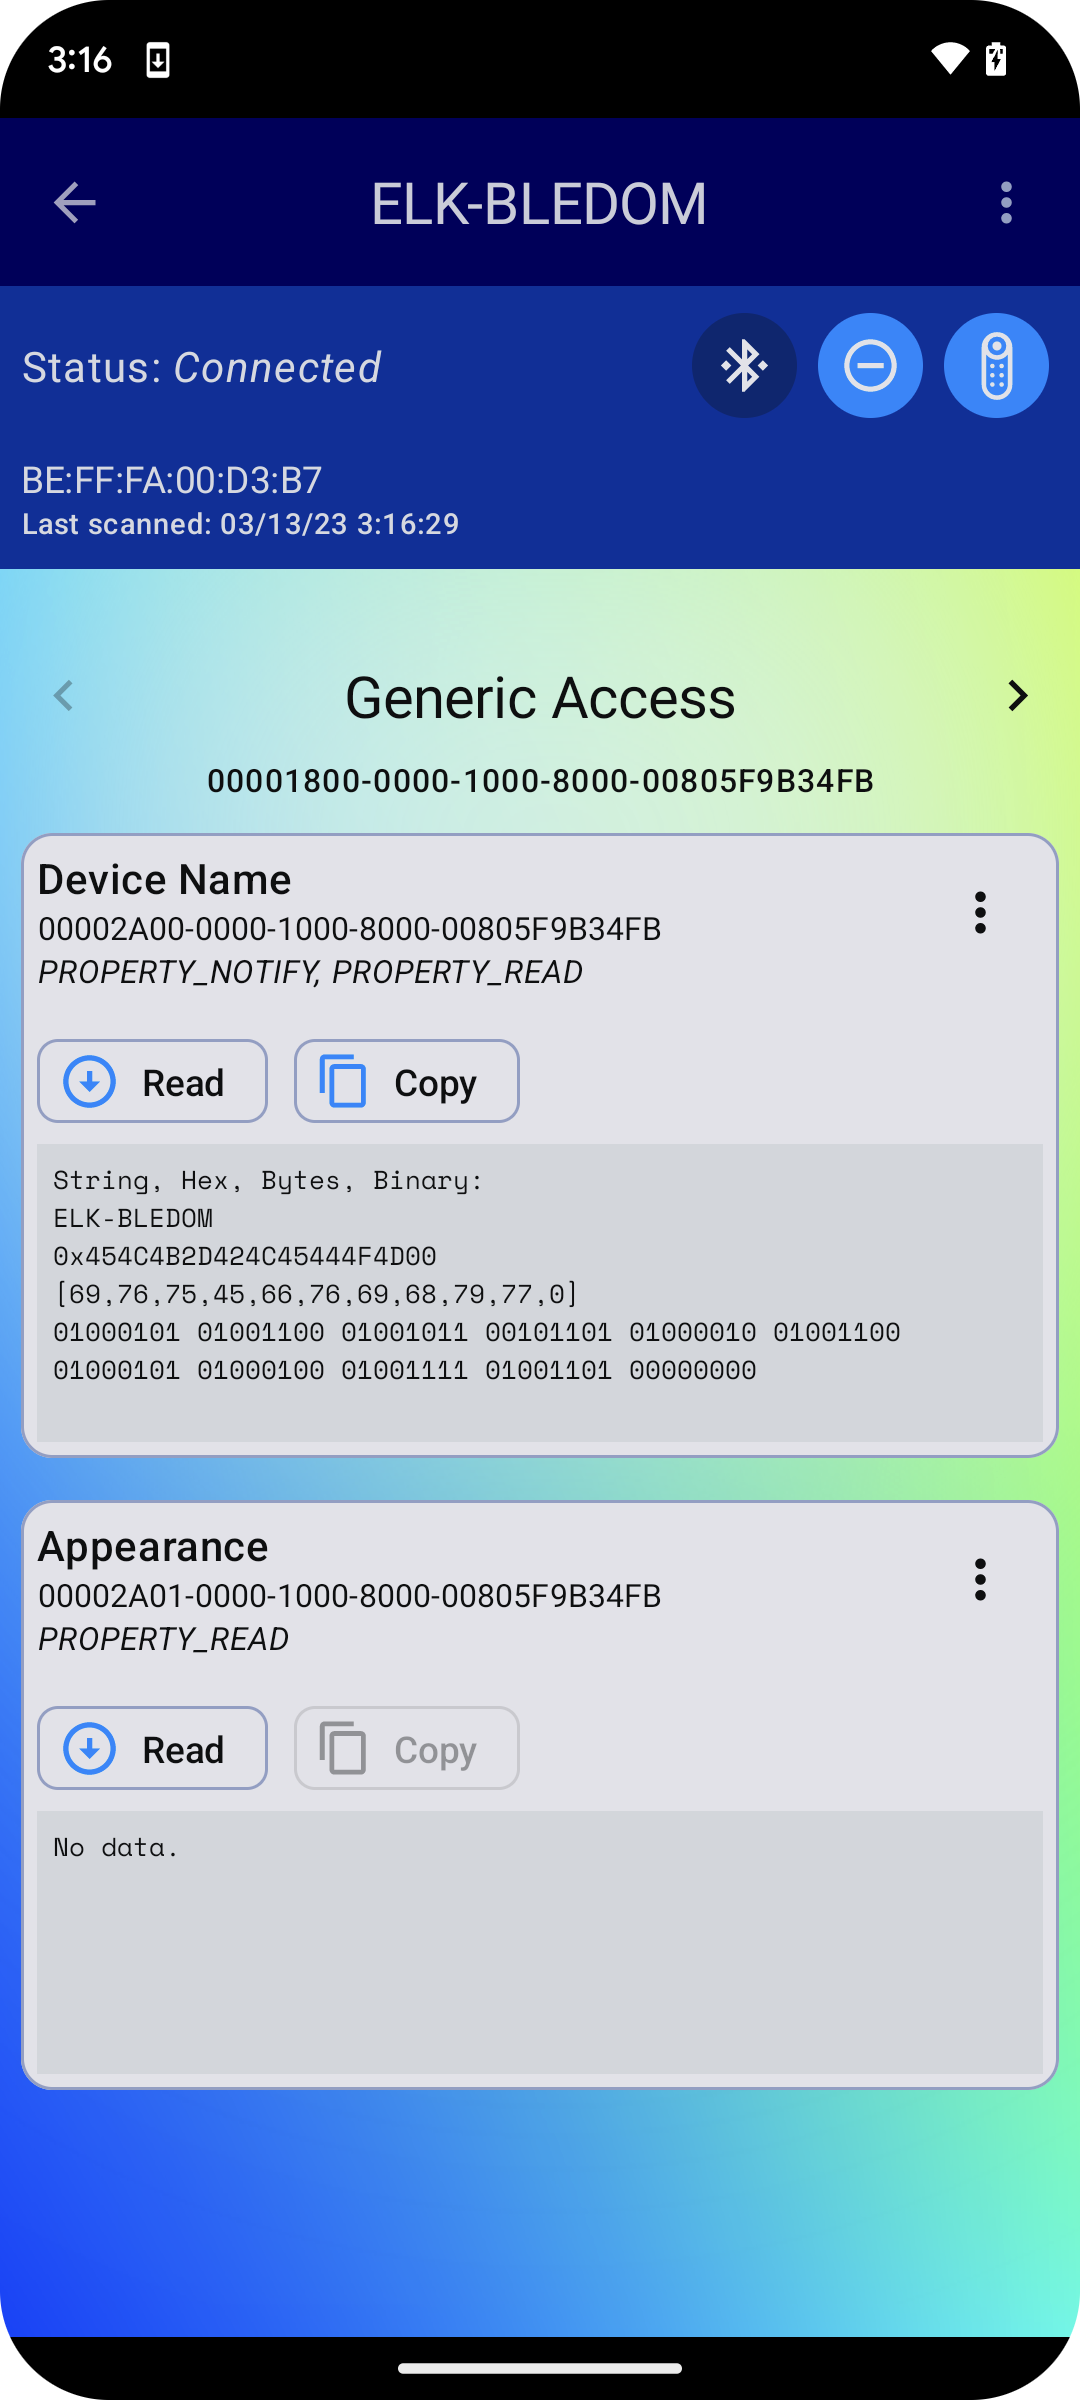 3:16
ELK-BLEDOM
Status: Connected
BE:FF:FA:00:D3:B7
Last scanned: 03/13/23 3:16:29
Generic Access
00001800-0000-1000-8000-00805F9B34FB
Device Name
00002A00-0000-1000-8000-00805F9B34FB
PROPERTY_NOTIFY, PROPERTY_READ
Read Copy
String, Hex, Bytes, Binary:
ELK-BLEDOM
0x454C4B2D424C45444F4D00
[69,76,75,45,66,76,69,68,79,77,0]
01000101 01001100 01001011 00101101 01000010 01001100
01000101 01000100 01001111 01001101 00000000
Appearance
00002A01-0000-1000-8000-00805F9B34FB
PROPERTY_READ
Read Copy
No data.